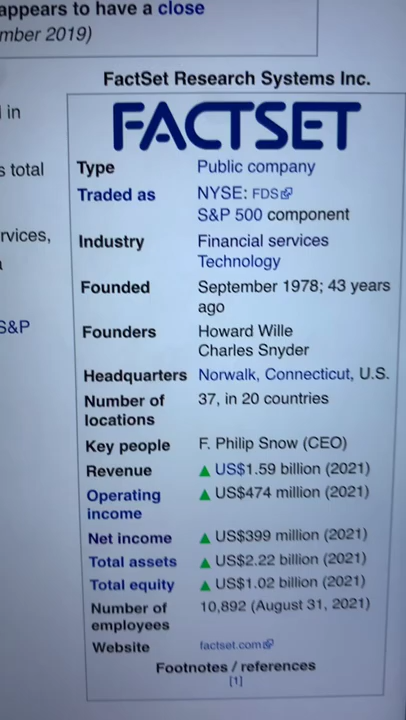 appears to have a close
mber 2019)
FactSet Research Systems Inc.
in
FACTSET
s total
Type Public company
Traded as NYSE: FDS
S&P 500 component
rvices,
Industry Financial services
Technology
Founded September 1978; 43 years
ago
S&P
Founders Howard Wille
Charles Snyder
Headquarters Norwalk, Connecticut, U.S.
Number of 37, in 20 countries
locations
Key people F. Philip Snow (CEO)
Revenue ▲ US$1.59 billion (2021)
Operating ▲ US$474 million (2021)
income
Net income ▲ US$399 million (2021)
Total assets ▲ US$2.22 billion (2021)
Total equity ▲ US$1.02 billion (2021)
Number of 10,892 (August 31, 2021)
employees
Website factset.com
Footnotes / references
[1]